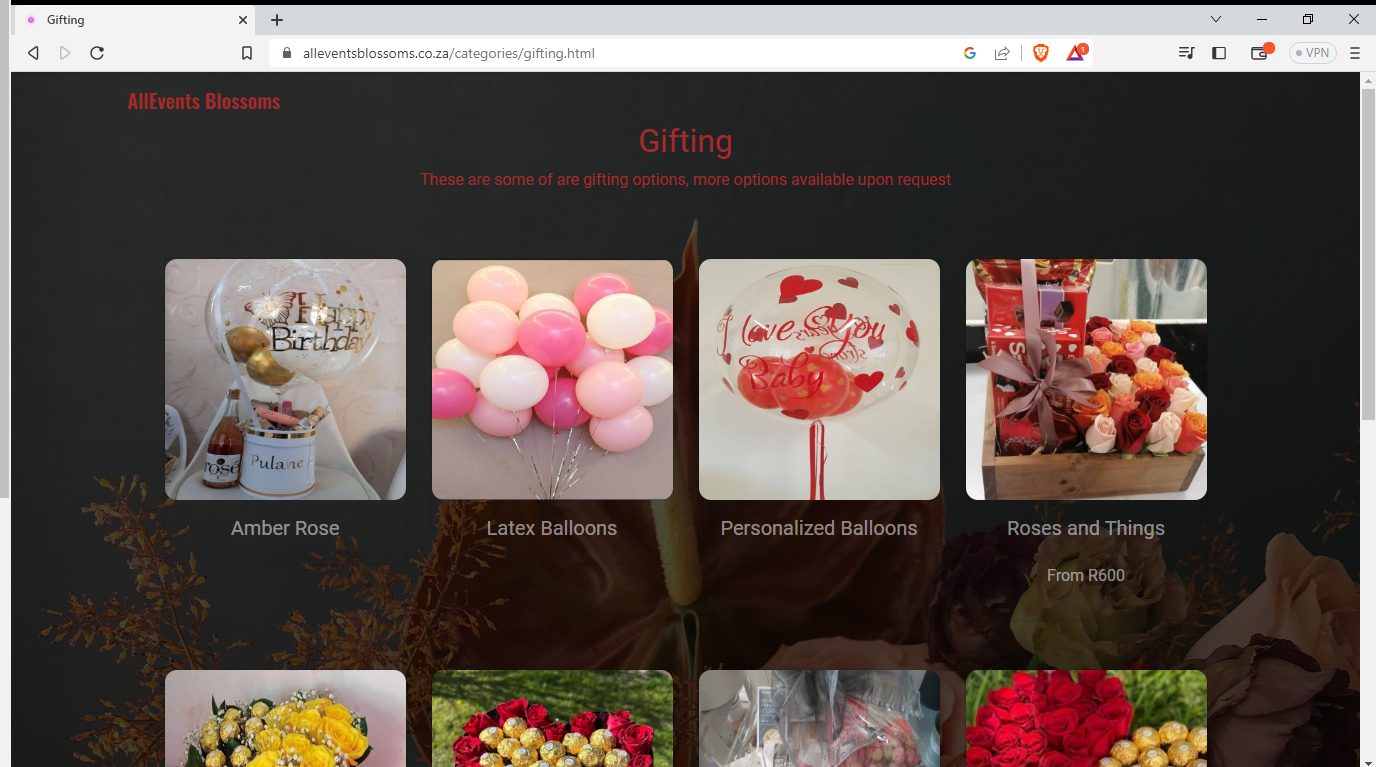 Gifting
alleventsblossoms.co.za/categories/gifting.html
1
VPN
AllEvents Blossoms
Gifting
These are some of are gifting options, more options available upon request
Happy
Birthday
rosé
Pulane
I love You
Baby
Amber Rose
Latex Balloons
Personalized Balloons
Roses and Things
From R600